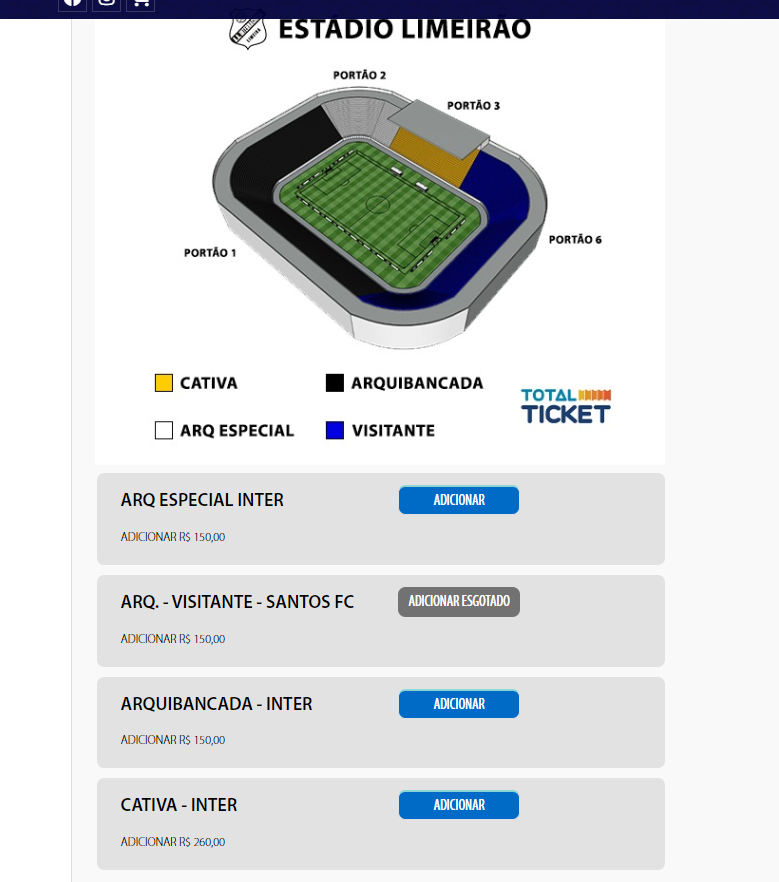 ESTÁDIO LIMEIRÃO
PORTÃO 2
PORTÃO 3
PORTÃO 1
PORTÃO 6
CATIVA
ARQUIBANCADA
ARQ ESPECIAL
VISITANTE
TOTAL
TICKET
ARQ ESPECIAL INTER
ADICIONAR
ADICIONAR R$ 150,00
ARQ. - VISITANTE - SANTOS FC
ADICIONAR ESGOTADO
ADICIONAR R$ 150,00
ARQUIBANCADA - INTER
ADICIONAR
ADICIONAR R$ 150,00
CATIVA - INTER
ADICIONAR
ADICIONAR R$ 260,00